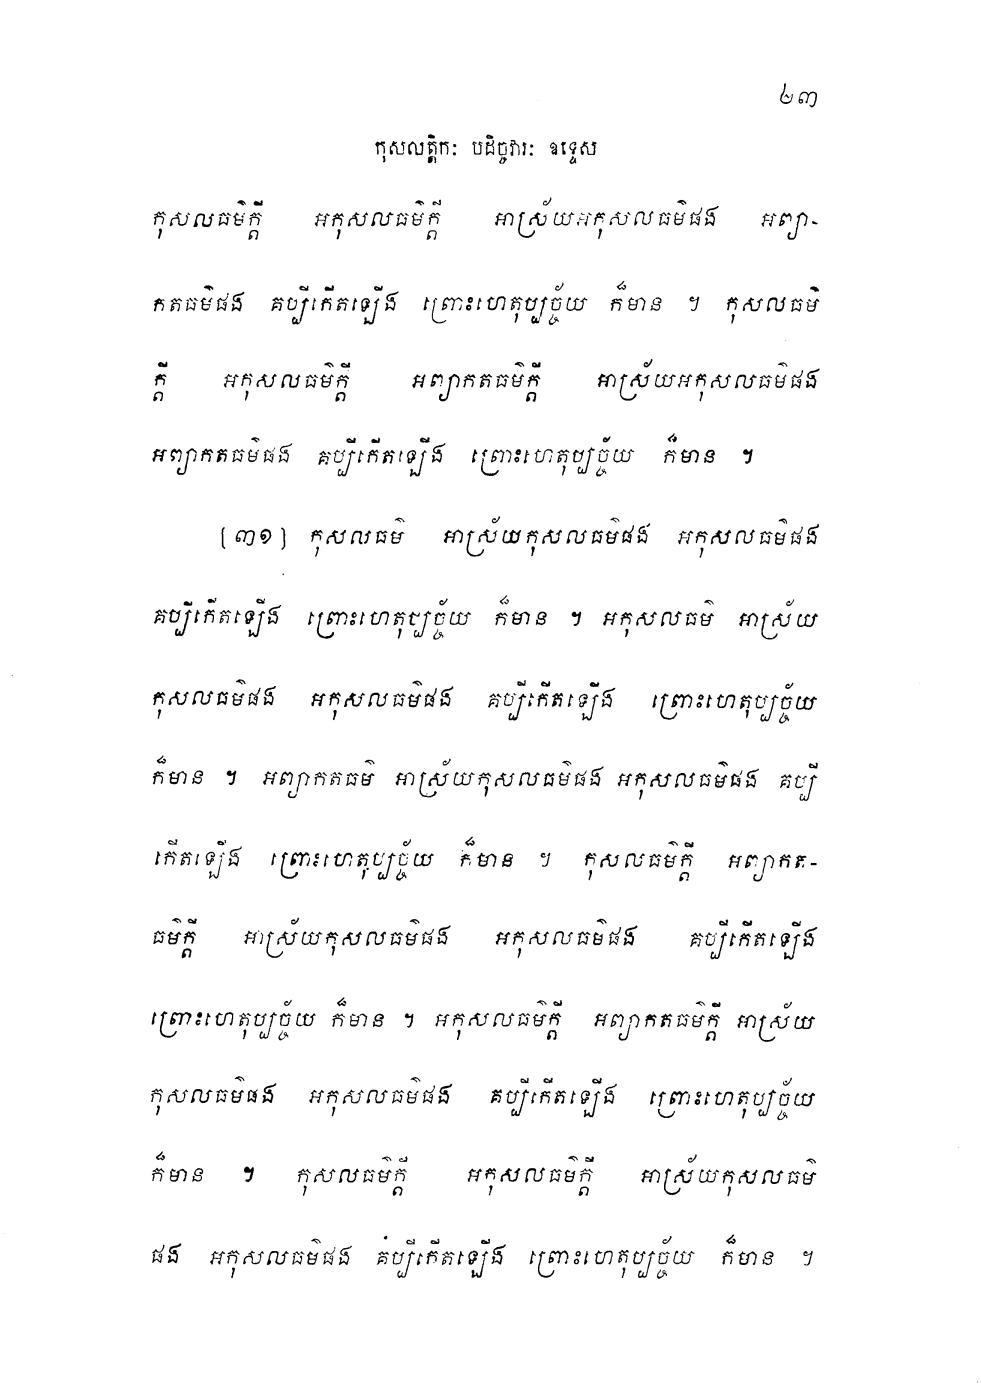 ២៣
កុសលត្តិក: បដិច្ចវារ: ឧទ្ទេស
កុសលធម៌ក្តី អកុសលធម៌ក្តី អាស្រ័យអកុសលធម៌ផង អព្យា-
កតធម៌ផង គប្បីកើតឡើង ព្រោះហេតុប្បច្ច័យ ក៏មាន ។ កុសលធម៌
ក្តី អកុសលធម៌ក្តី អព្យាកតធម៌ក្តី អាស្រ័យអកុសលធម៌ផង
អព្យាកតធម៌ផង គប្បីកើតឡើង ព្រោះហេតុប្បច្ច័យ ក៏មាន ។
[៣១] កុសលធម៌ អាស្រ័យកុសលធម៌ផង អកុសលធម៌ផង
គប្បីកើតឡើង ព្រោះហេតុប្បច្ច័យ ក៏មាន ។ អកុសលធម៌ អាស្រ័យ
កុសលធម៌ផង អកុសលធម៌ផង គប្បីកើតឡើង ព្រោះហេតុប្បច្ច័យ
ក៏មាន ។ អព្យាកតធម៌ អាស្រ័យកុសលធម៌ផង អកុសលធម៌ផង គប្បី
កើតឡើង ព្រោះហេតុប្បច្ច័យ ក៏មាន ។ កុសលធម៌ក្តី អព្យាកត-
ធម៌ក្តី អាស្រ័យកុសលធម៌ផង អកុសលធម៌ផង គប្បីកើតឡើង
ព្រោះហេតុប្បច្ច័យ ក៏មាន ។ អកុសលធម៌ក្តី អព្យាកតធម៌ក្តី អាស្រ័យ
កុសលធម៌ផង អកុសលធម៌ផង គប្បីកើតឡើង ព្រោះហេតុប្បច្ច័យ
ក៏មាន ។ កុសលធម៌ក្តី អកុសលធម៌ក្តី អាស្រ័យកុសលធម៌
ផង អកុសលធម៌ផង គប្បីកើតឡើង ព្រោះហេតុប្បច្ច័យ ក៏មាន ។